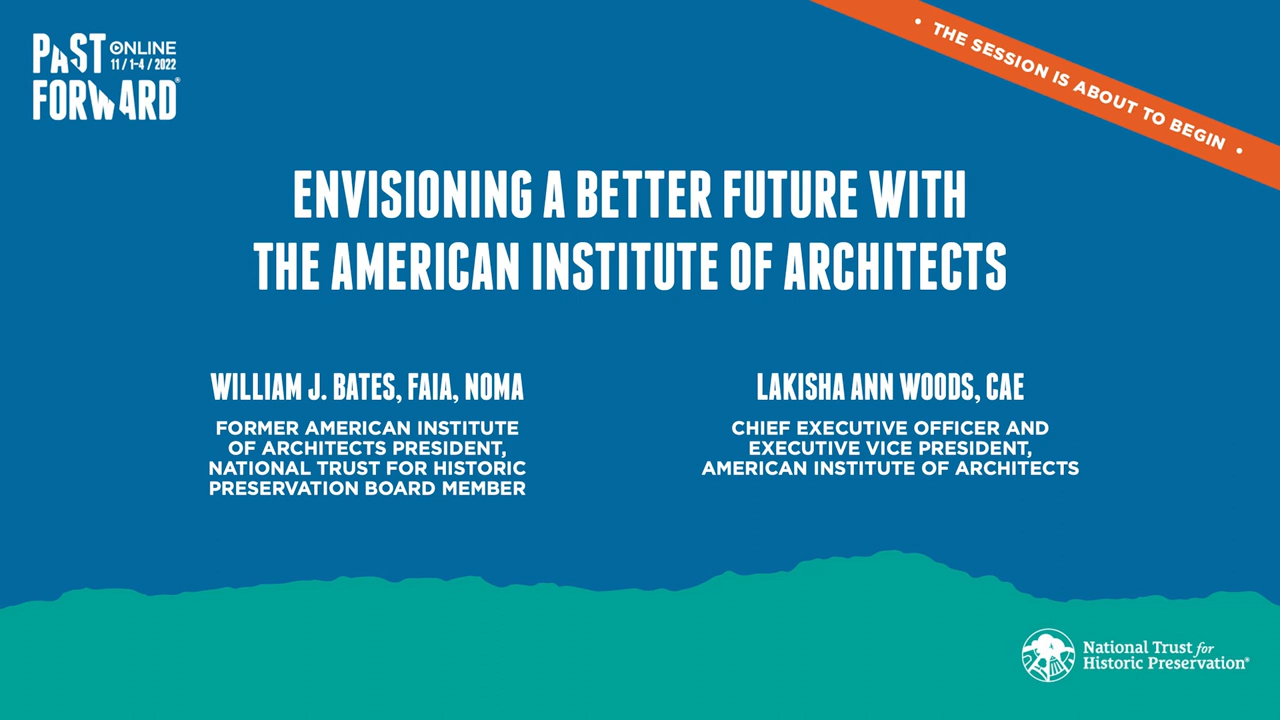 PAST ONLINE
11 / 1-4 / 2022
FORWARD®
• THE SESSION IS ABOUT TO BEGIN •
ENVISIONING A BETTER FUTURE WITH
THE AMERICAN INSTITUTE OF ARCHITECTS
WILLIAM J. BATES, FAIA, NOMA
FORMER AMERICAN INSTITUTE
OF ARCHITECTS PRESIDENT,
NATIONAL TRUST FOR HISTORIC
PRESERVATION BOARD MEMBER
LAKISHA ANN WOODS, CAE
CHIEF EXECUTIVE OFFICER AND
EXECUTIVE VICE PRESIDENT,
AMERICAN INSTITUTE OF ARCHITECTS
National Trust for
Historic Preservation®